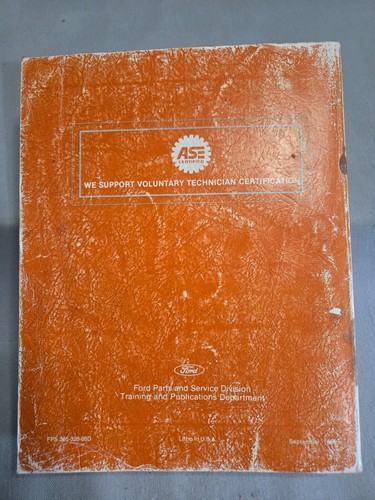 ASE
CERTIFIED
WE SUPPORT VOLUNTARY TECHNICIAN CERTIFICATION
Ford
Ford Parts and Service Division
Training and Publications Department
Litho in U.S.A.
September